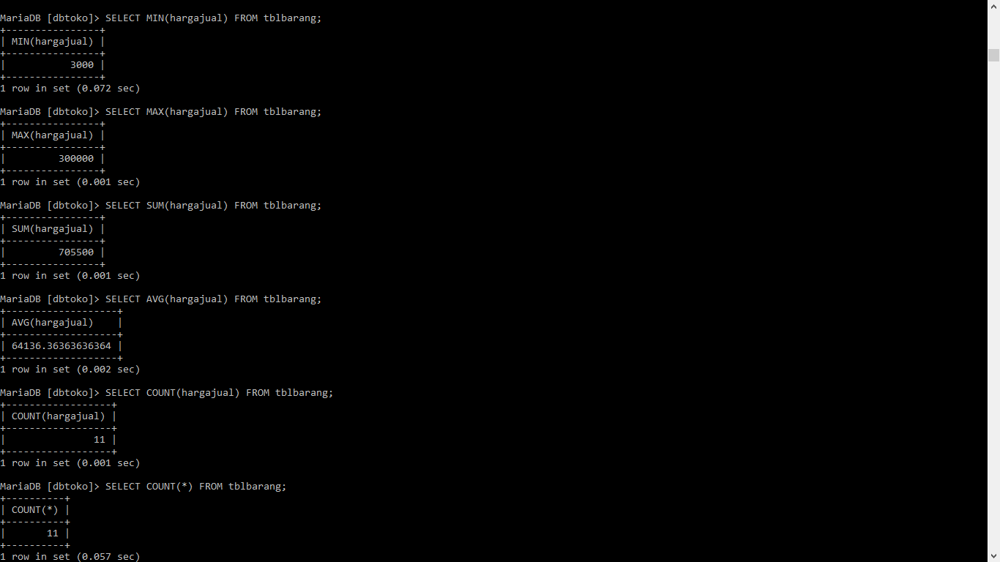 MariaDB [dbtoko]> SELECT MIN(hargajual) FROM tblbarang;
+----------------+
| MIN(hargajual) |
+----------------+
|           3000 |
+----------------+
1 row in set (0.072 sec)
MariaDB [dbtoko]> SELECT MAX(hargajual) FROM tblbarang;
+----------------+
| MAX(hargajual) |
+----------------+
|         300000 |
+----------------+
1 row in set (0.001 sec)
MariaDB [dbtoko]> SELECT SUM(hargajual) FROM tblbarang;
+----------------+
| SUM(hargajual) |
+----------------+
|         705500 |
+----------------+
1 row in set (0.001 sec)
MariaDB [dbtoko]> SELECT AVG(hargajual) FROM tblbarang;
+-------------------+
| AVG(hargajual)    |
+-------------------+
| 64136.36363636364 |
+-------------------+
1 row in set (0.002 sec)
MariaDB [dbtoko]> SELECT COUNT(hargajual) FROM tblbarang;
+------------------+
| COUNT(hargajual) |
+------------------+
|               11 |
+------------------+
1 row in set (0.001 sec)
MariaDB [dbtoko]> SELECT COUNT(*) FROM tblbarang;
+----------+
| COUNT(*) |
+----------+
|       11 |
+----------+
1 row in set (0.057 sec)